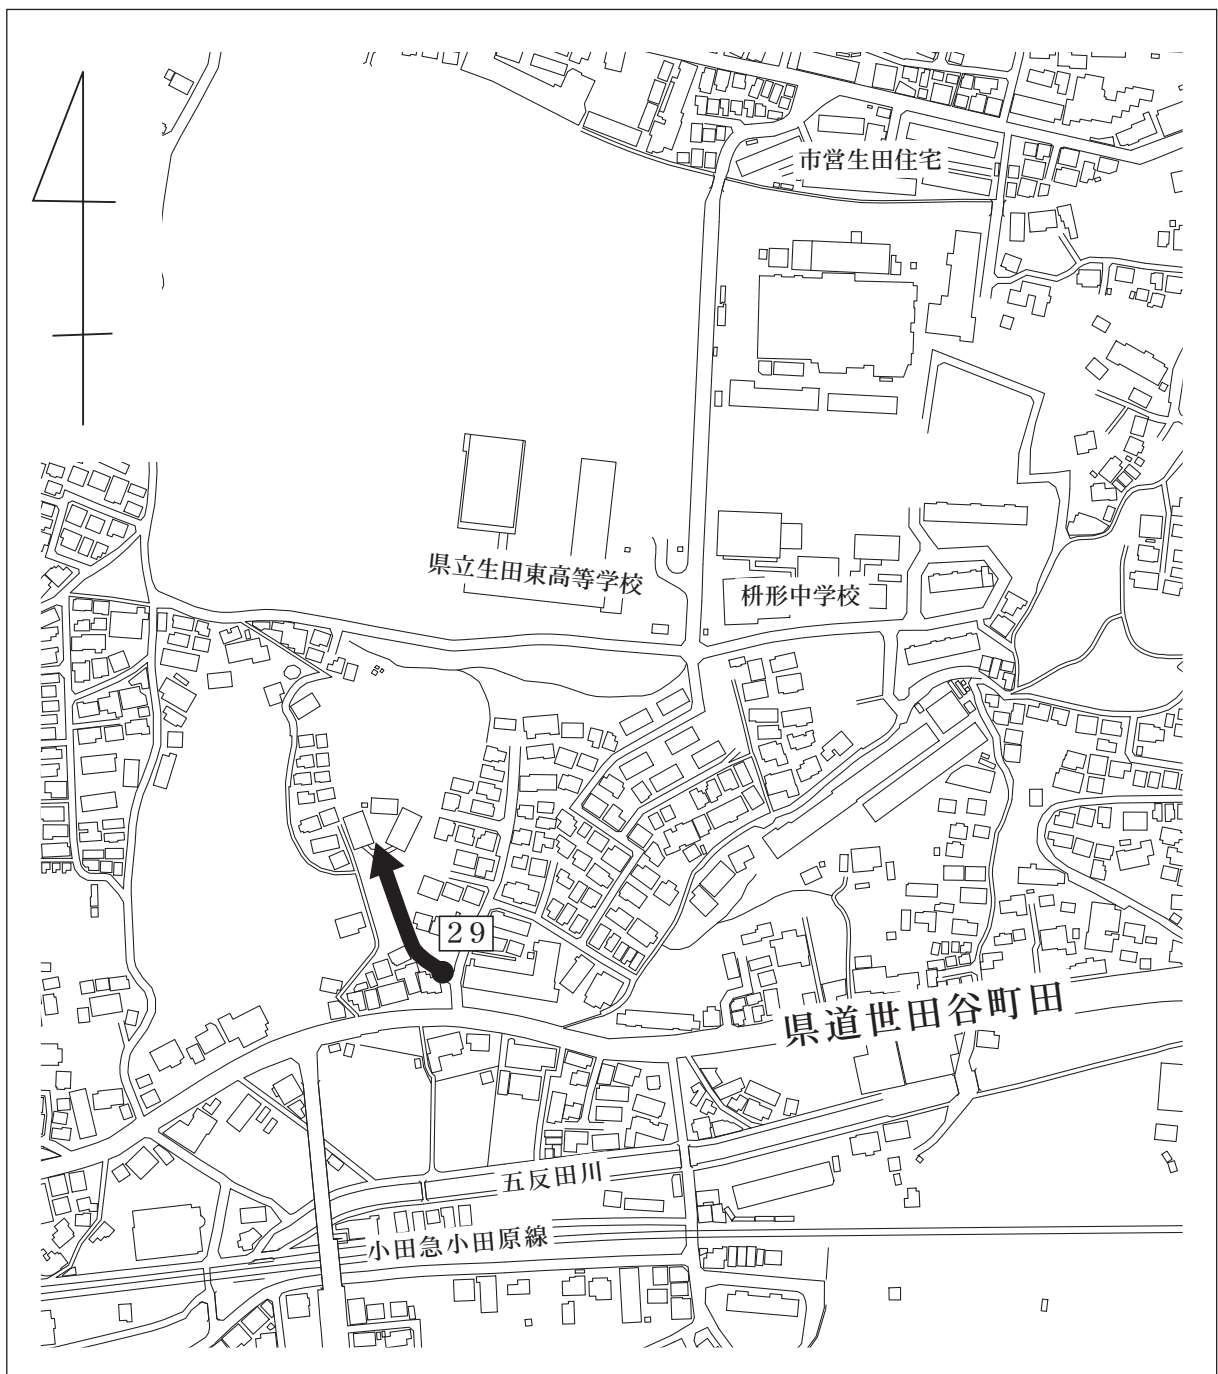 市営生田住宅
県立生田東高等学校
枡形中学校
29
県道世田谷町田
五反田川
小田急小田原線